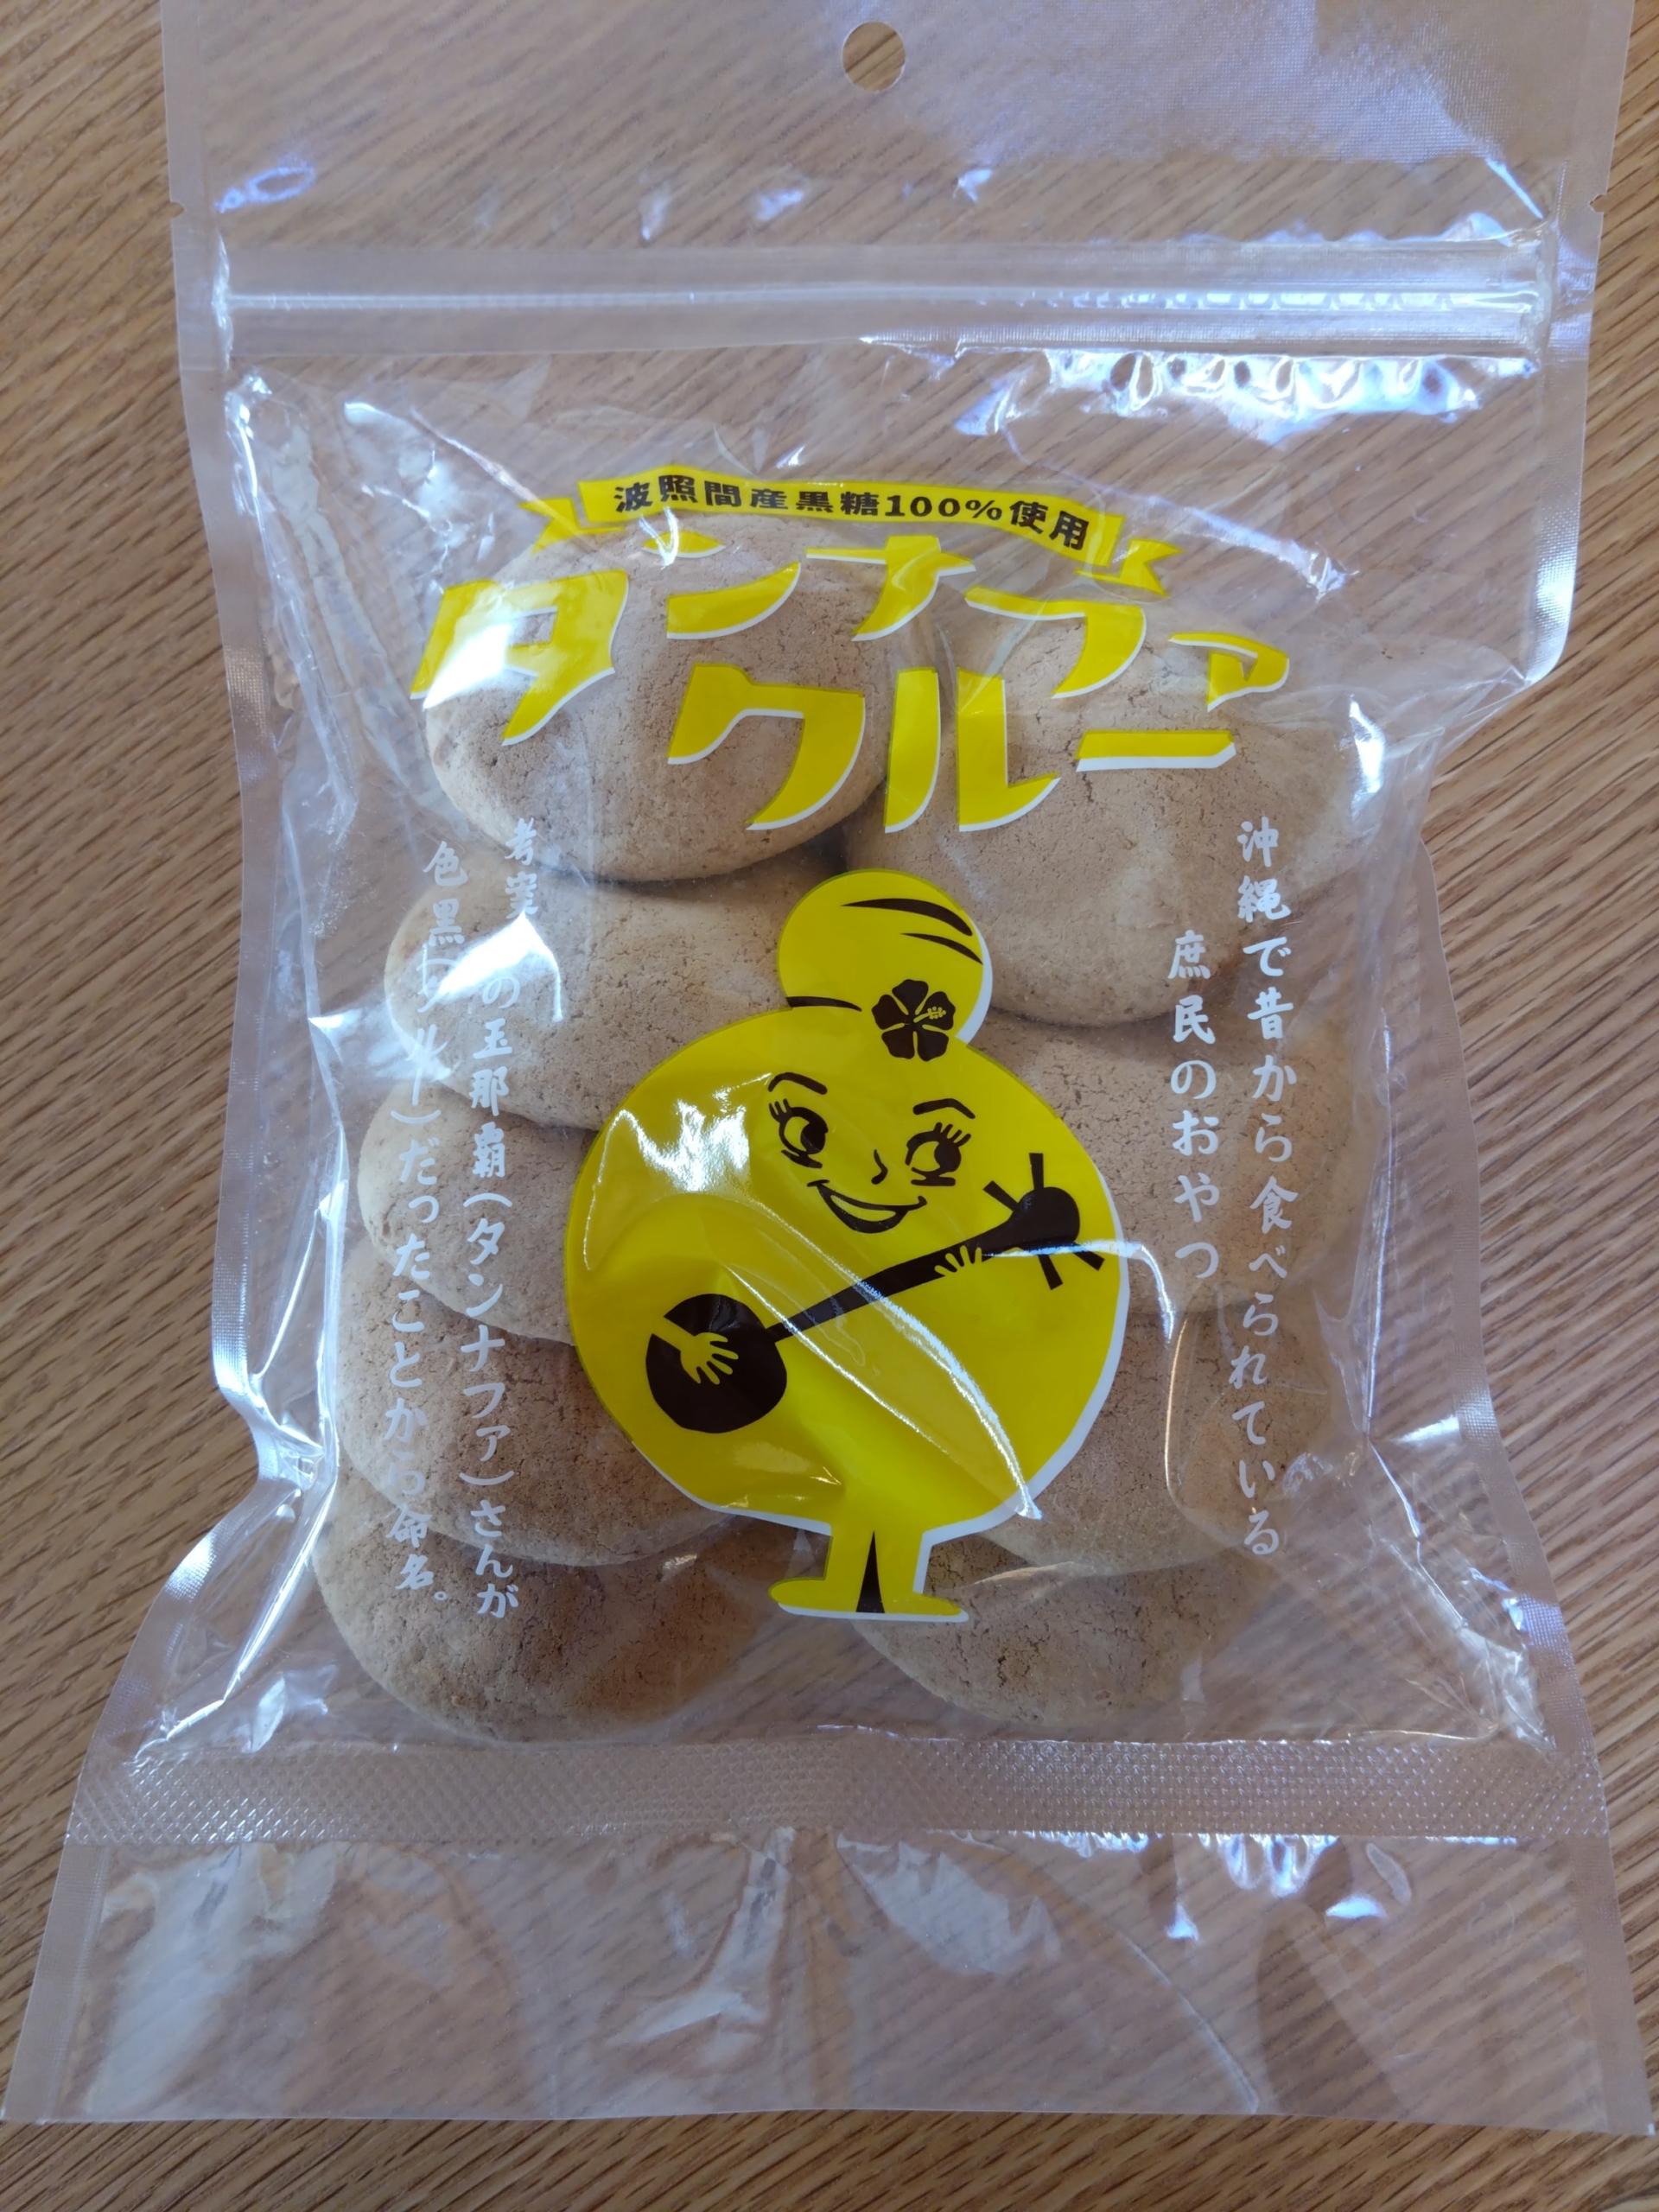 波照間産黒糖100%使用
タンナファ
クルー
沖縄で昔から食べられている
庶民のおやつ
の玉那覇(タンナファ)さんが
色黒(クルー)だったことから命名。